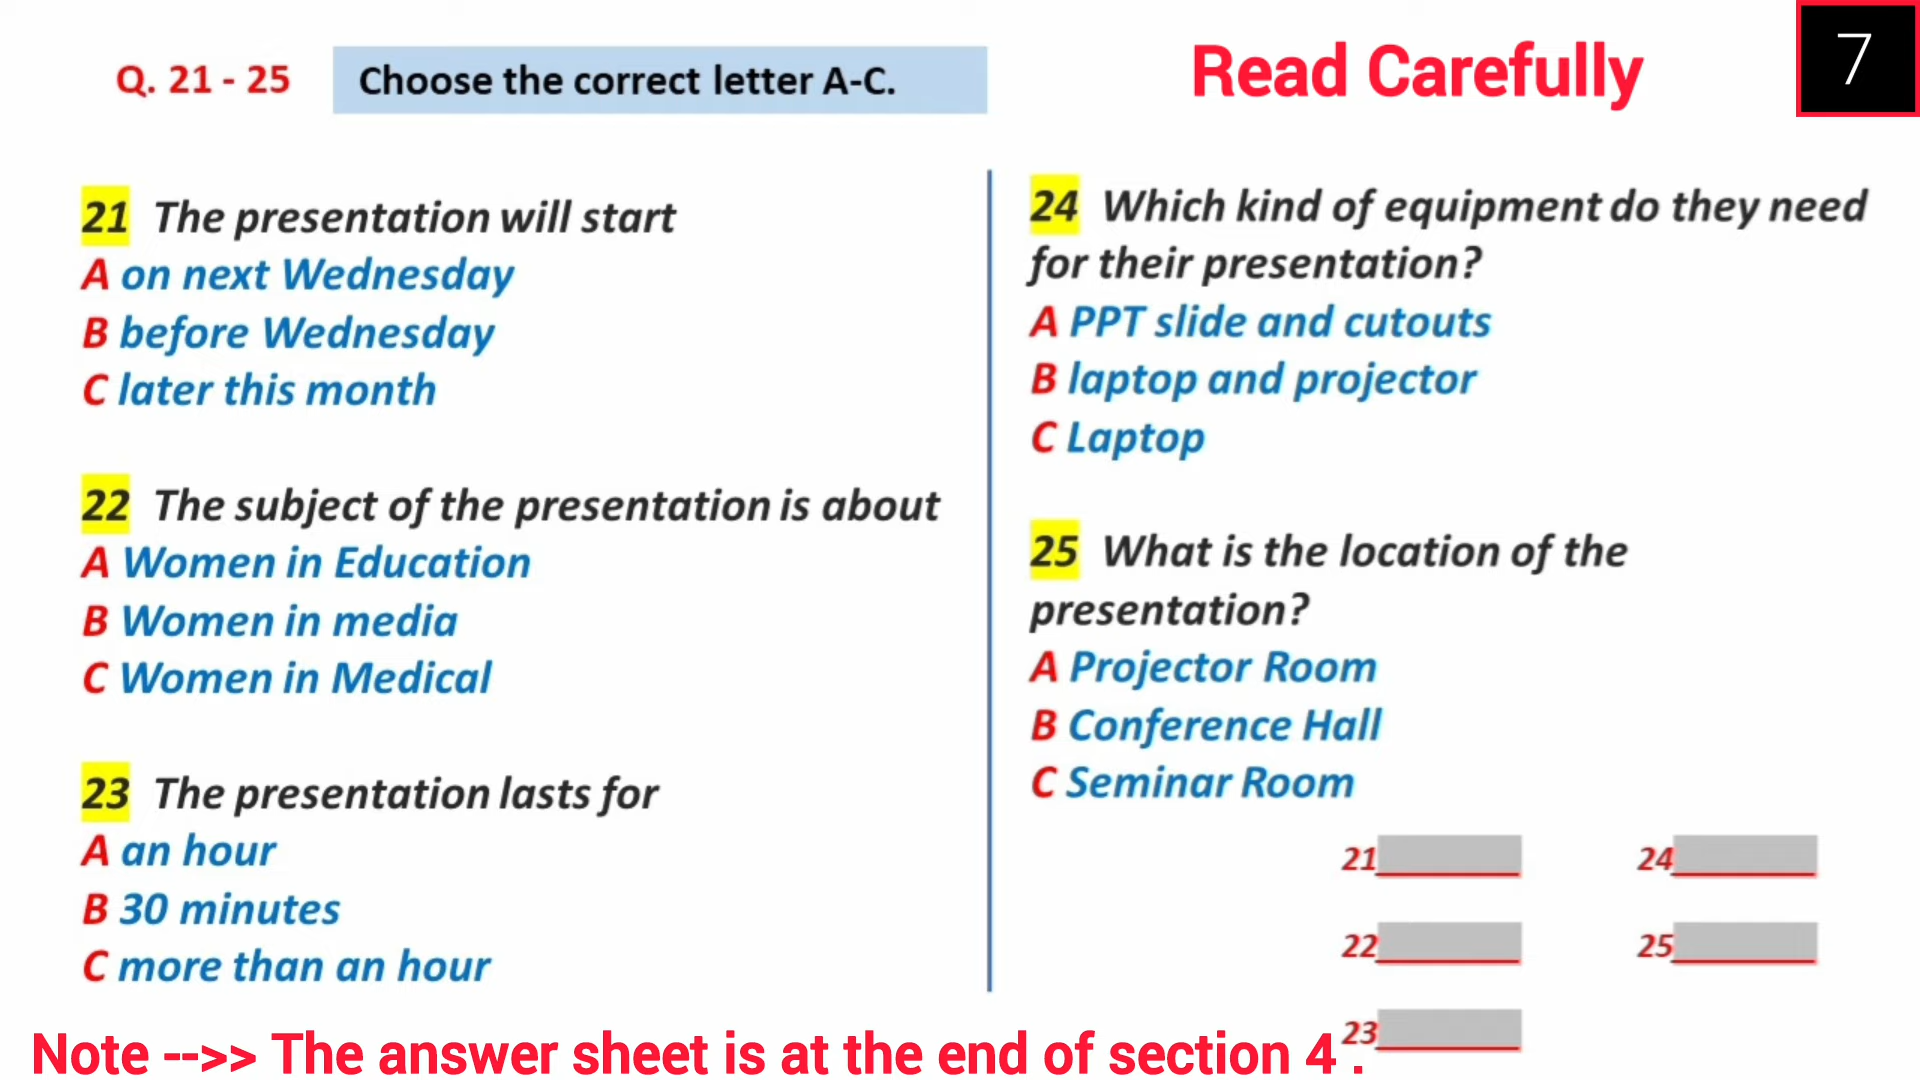 Q. 21 - 25
Choose the correct letter A-C.
Read Carefully
7
21 The presentation will start
A on next Wednesday
B before Wednesday
C later this month
22 The subject of the presentation is about
A Women in Education
B Women in media
C Women in Medical
23 The presentation lasts for
A an hour
B 30 minutes
C more than an hour
24 Which kind of equipment do they need
for their presentation?
A PPT slide and cutouts
B laptop and projector
C Laptop
25 What is the location of the
presentation?
A Projector Room
B Conference Hall
C Seminar Room
21
24
22
25
23
Note -->> The answer sheet is at the end of section 4 .